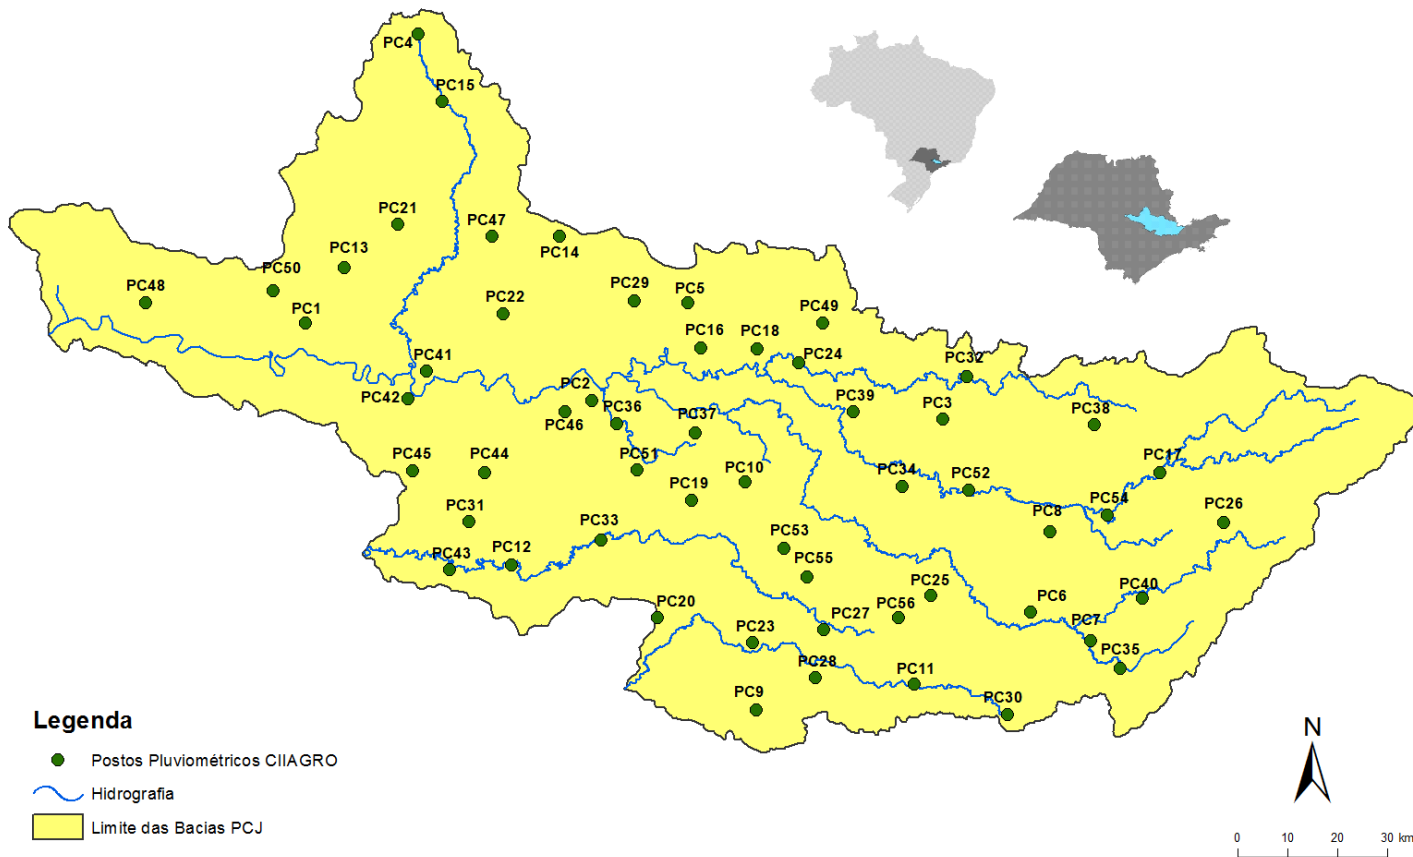 PC4
PC15
PC21
PC47
PC14
PC13
PC50
PC48
PC1
PC22
PC29
PC5
PC49
PC16
PC18
PC24
PC32
PC41
PC42
PC2
PC46
PC36
PC37
PC39
PC3
PC38
PC45
PC44
PC51
PC19
PC10
PC34
PC52
PC17
PC54
PC8
PC26
PC31
PC33
PC43
PC12
PC53
PC55
PC25
PC56
PC6
PC40
PC20
PC23
PC27
PC7
PC35
PC28
PC11
PC9
PC30
Legenda
Postos Pluviométricos CIIAGRO
Hidrografia
Limite das Bacias PCJ
N
0 10 20 30 km